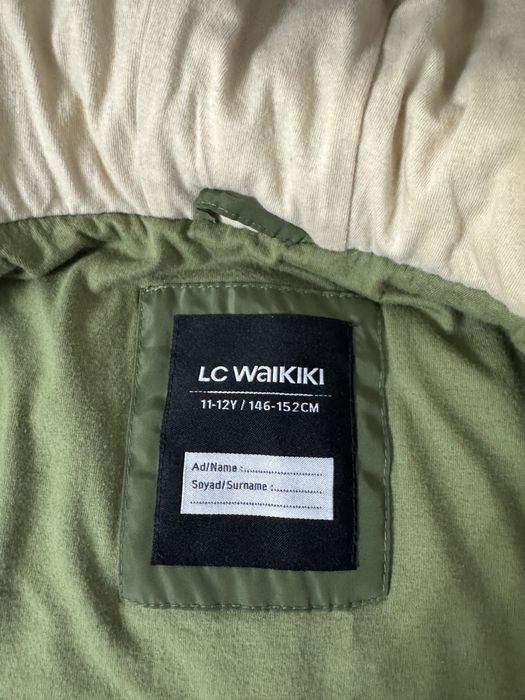 LC WAIKIKI
11-12Y / 146-152CM
Ad/Name :......................
Soyad/Surname :.............
....................................